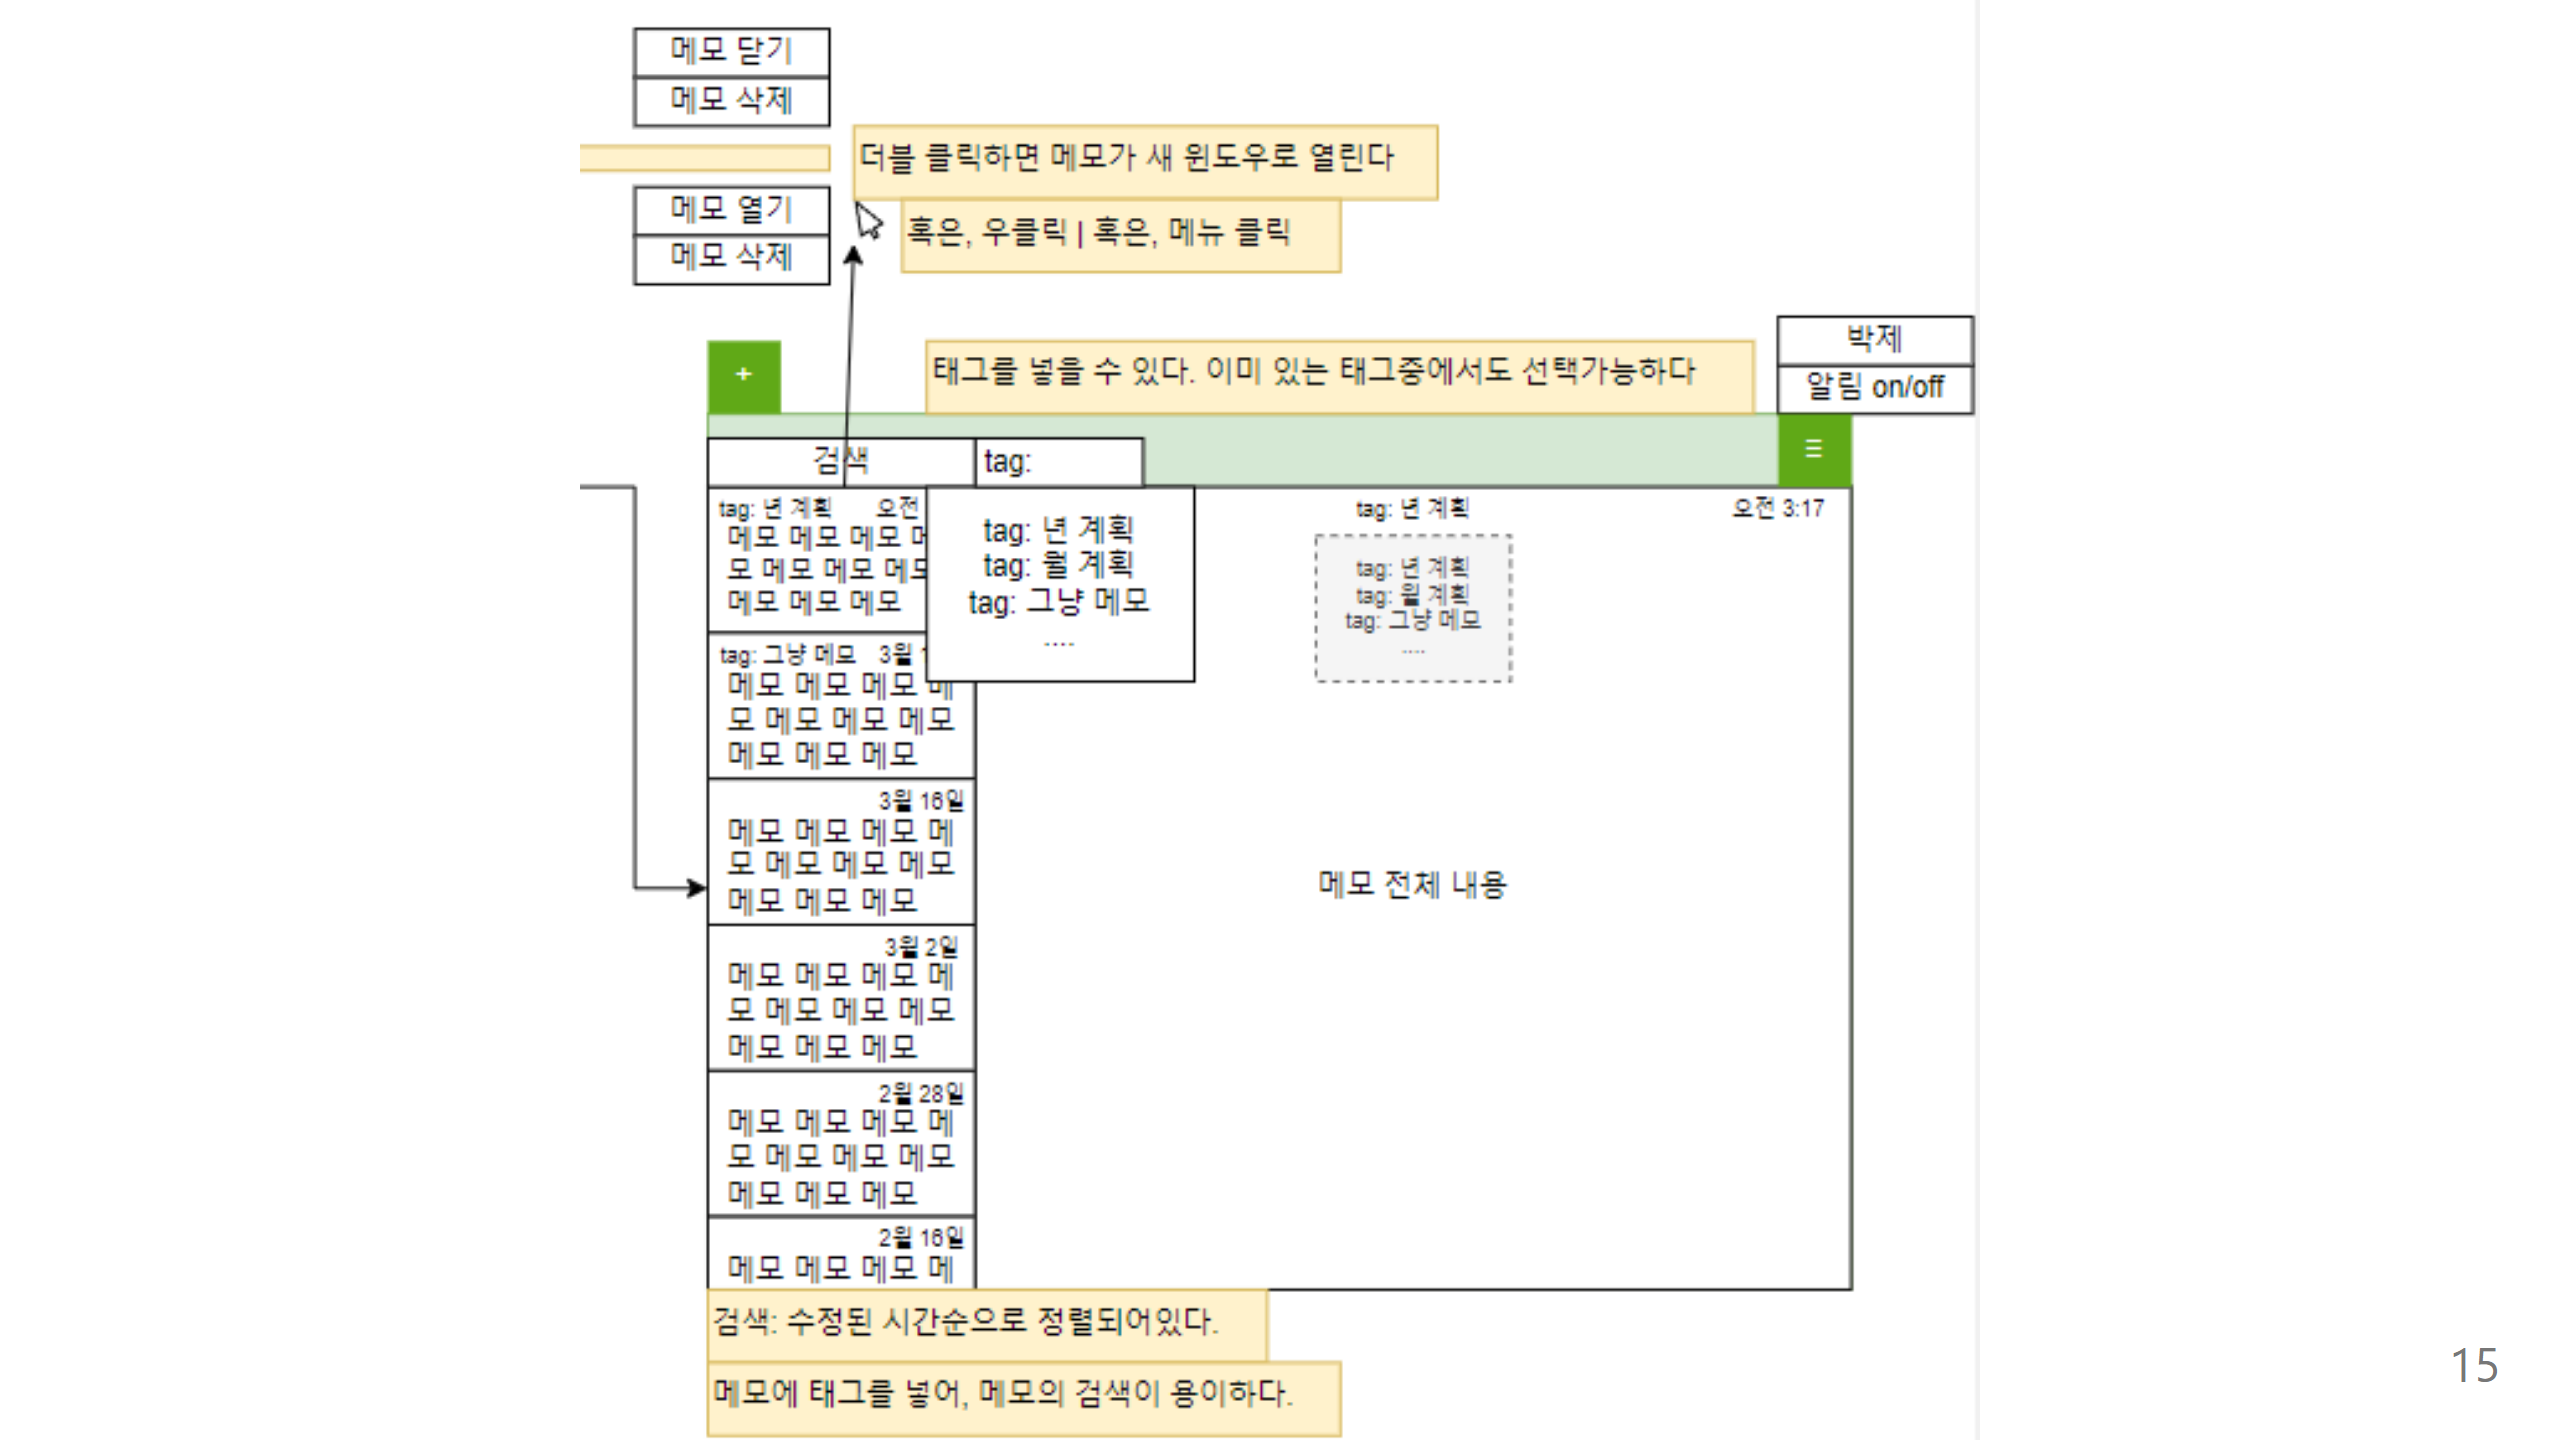 메모 닫기
메모 삭제
더블 클릭하면 메모가 새 윈도우로 열린다
메모 열기
혹은, 우클릭 | 혹은, 메뉴 클릭
메모 삭제
박제
+
태그를 넣을 수 있다. 이미 있는 태그중에서도 선택가능하다
알림 on/off
☰
검색
tag:
tag: 년 계획 오전
메모 메모 메모 메
모 메모 메모 메모
메모 메모 메모
tag: 년 계획
tag: 월 계획
tag: 그냥 메모
....
tag: 년 계획
오전 3:17
tag: 년 계획
tag: 월 계획
tag: 그냥 메모
....
tag: 그냥 메모 3월
메모 메모 메모 메
모 메모 메모 메모
메모 메모 메모
3월 16일
메모 메모 메모 메
모 메모 메모 메모
메모 메모 메모
메모 전체 내용
3월 2일
메모 메모 메모 메
모 메모 메모 메모
메모 메모 메모
2월 28일
메모 메모 메모 메
모 메모 메모 메모
메모 메모 메모
2월 16일
메모 메모 메모 메
검색: 수정된 시간순으로 정렬되어있다.
메모에 태그를 넣어, 메모의 검색이 용이하다.
15